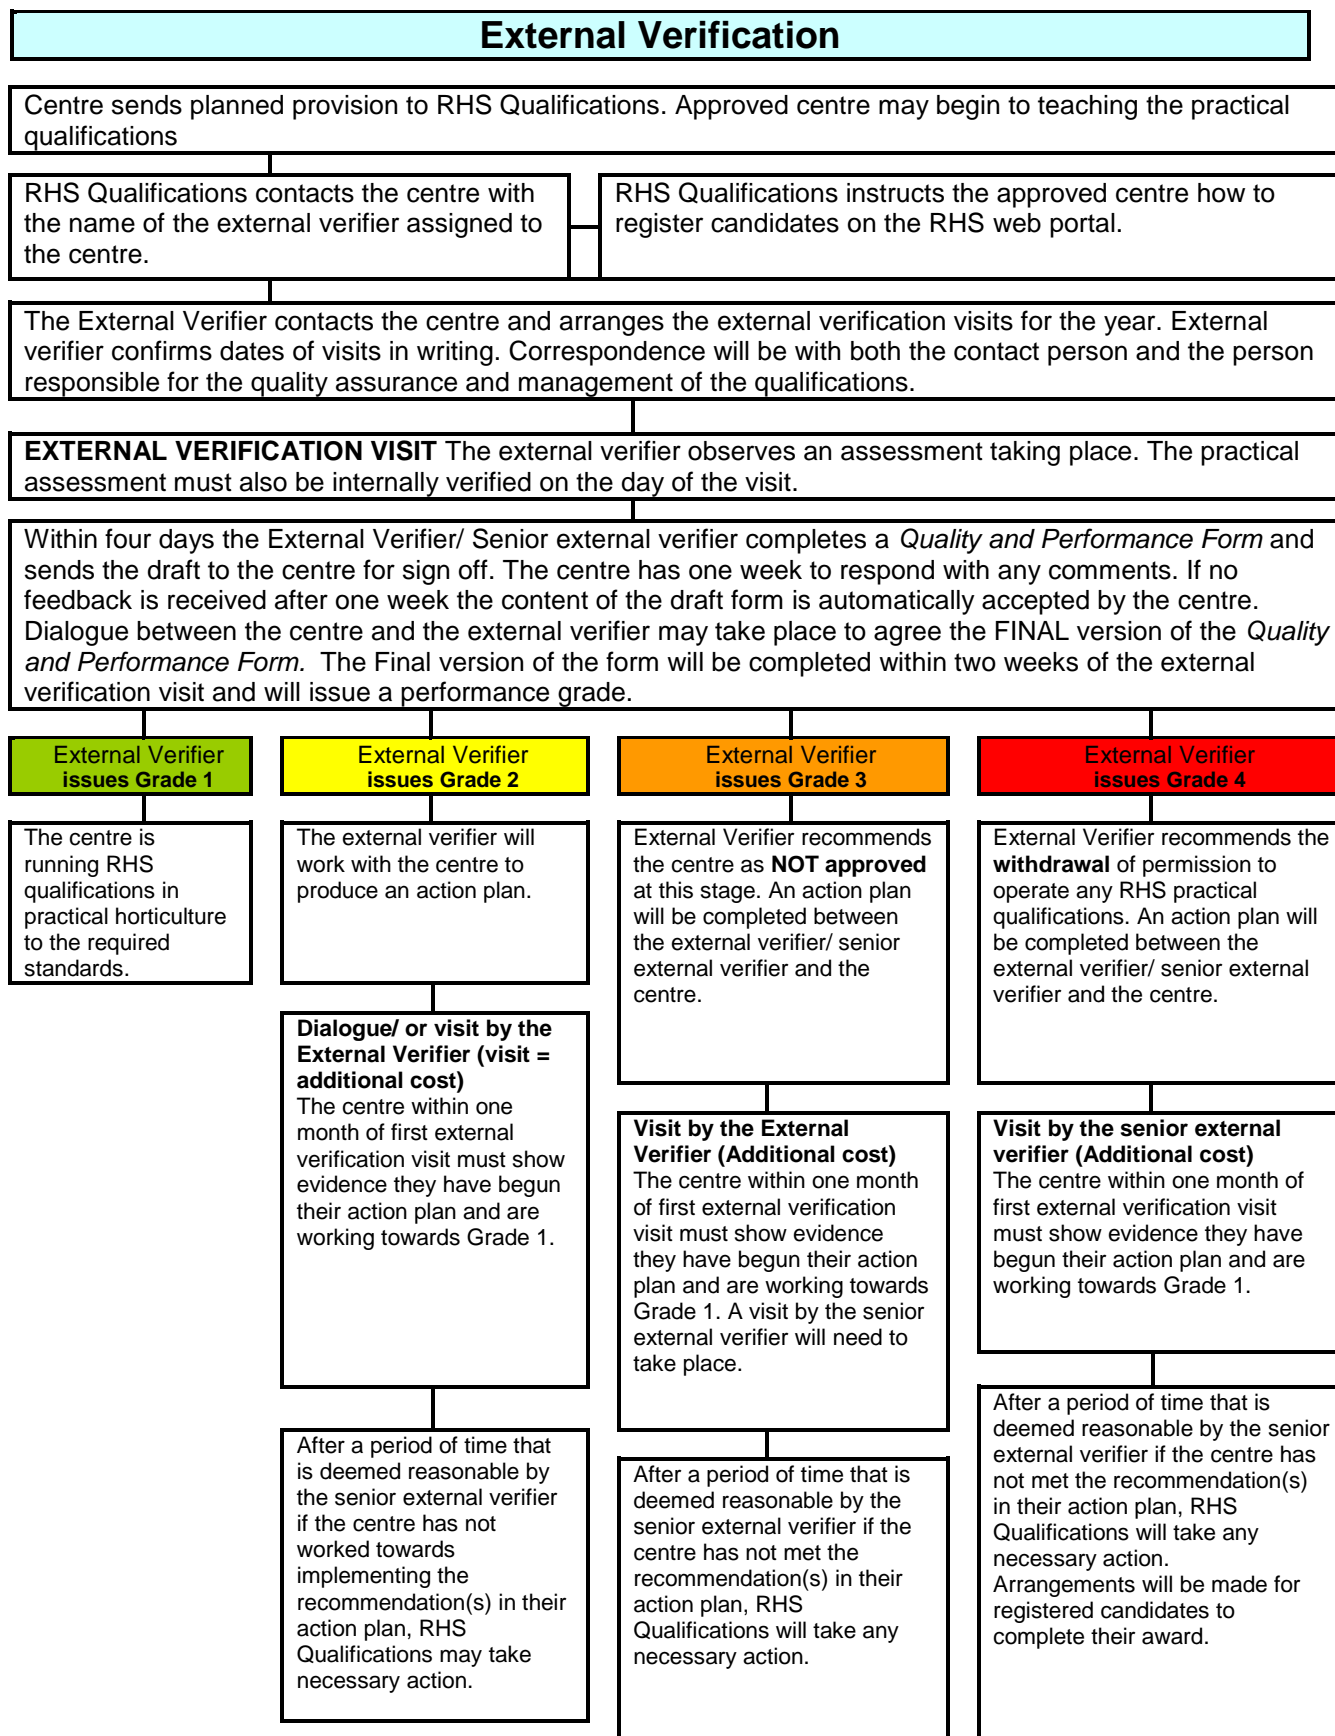 External Verification
Centre sends planned provision to RHS Qualifications. Approved centre may begin to teaching the practical
qualifications
RHS Qualifications contacts the centre with
the name of the external verifier assigned to
the centre.
RHS Qualifications instructs the approved centre how to
register candidates on the RHS web portal.
The External Verifier contacts the centre and arranges the external verification visits for the year. External
verifier confirms dates of visits in writing. Correspondence will be with both the contact person and the person
responsible for the quality assurance and management of the qualifications.
EXTERNAL VERIFICATION VISIT The external verifier observes an assessment taking place. The practical
assessment must also be internally verified on the day of the visit.
Within four days the External Verifier/ Senior external verifier completes a Quality and Performance Form and
sends the draft to the centre for sign off. The centre has one week to respond with any comments. If no
feedback is received after one week the content of the draft form is automatically accepted by the centre.
Dialogue between the centre and the external verifier may take place to agree the FINAL version of the Quality
and Performance Form. The Final version of the form will be completed within two weeks of the external
verification visit and will issue a performance grade.
External Verifier
issues Grade 1
The centre is
running RHS
qualifications in
practical horticulture
to the required
standards.
External Verifier
issues Grade 2
The external verifier will
work with the centre to
produce an action plan.
Dialogue/ or visit by the
External Verifier (visit =
additional cost)
The centre within one
month of first external
verification visit must show
evidence they have begun
their action plan and are
working towards Grade 1.
After a period of time that
is deemed reasonable by
the senior external verifier
if the centre has not
worked towards
implementing the
recommendation(s) in their
action plan, RHS
Qualifications may take
necessary action.
External Verifier
issues Grade 3
External Verifier recommends
the centre as NOT approved
at this stage. An action plan
will be completed between
the external verifier/ senior
external verifier and the
centre.
Visit by the External
Verifier (Additional cost)
The centre within one month
of first external verification
visit must show evidence
they have begun their action
plan and are working towards
Grade 1. A visit by the senior
external verifier will need to
take place.
After a period of time that is
deemed reasonable by the
senior external verifier if the
centre has not met the
recommendation(s) in their
action plan, RHS
Qualifications will take any
necessary action.
External Verifier
issues Grade 4
External Verifier recommends the
withdrawal of permission to
operate any RHS practical
qualifications. An action plan will
be completed between the
external verifier/ senior external
verifier and the centre.
Visit by the senior external
verifier (Additional cost)
The centre within one month of
first external verification visit
must show evidence they have
begun their action plan and are
working towards Grade 1.
After a period of time that is
deemed reasonable by the senior
external verifier if the centre has
not met the recommendation(s)
in their action plan, RHS
Qualifications will take any
necessary action.
Arrangements will be made for
registered candidates to
complete their award.